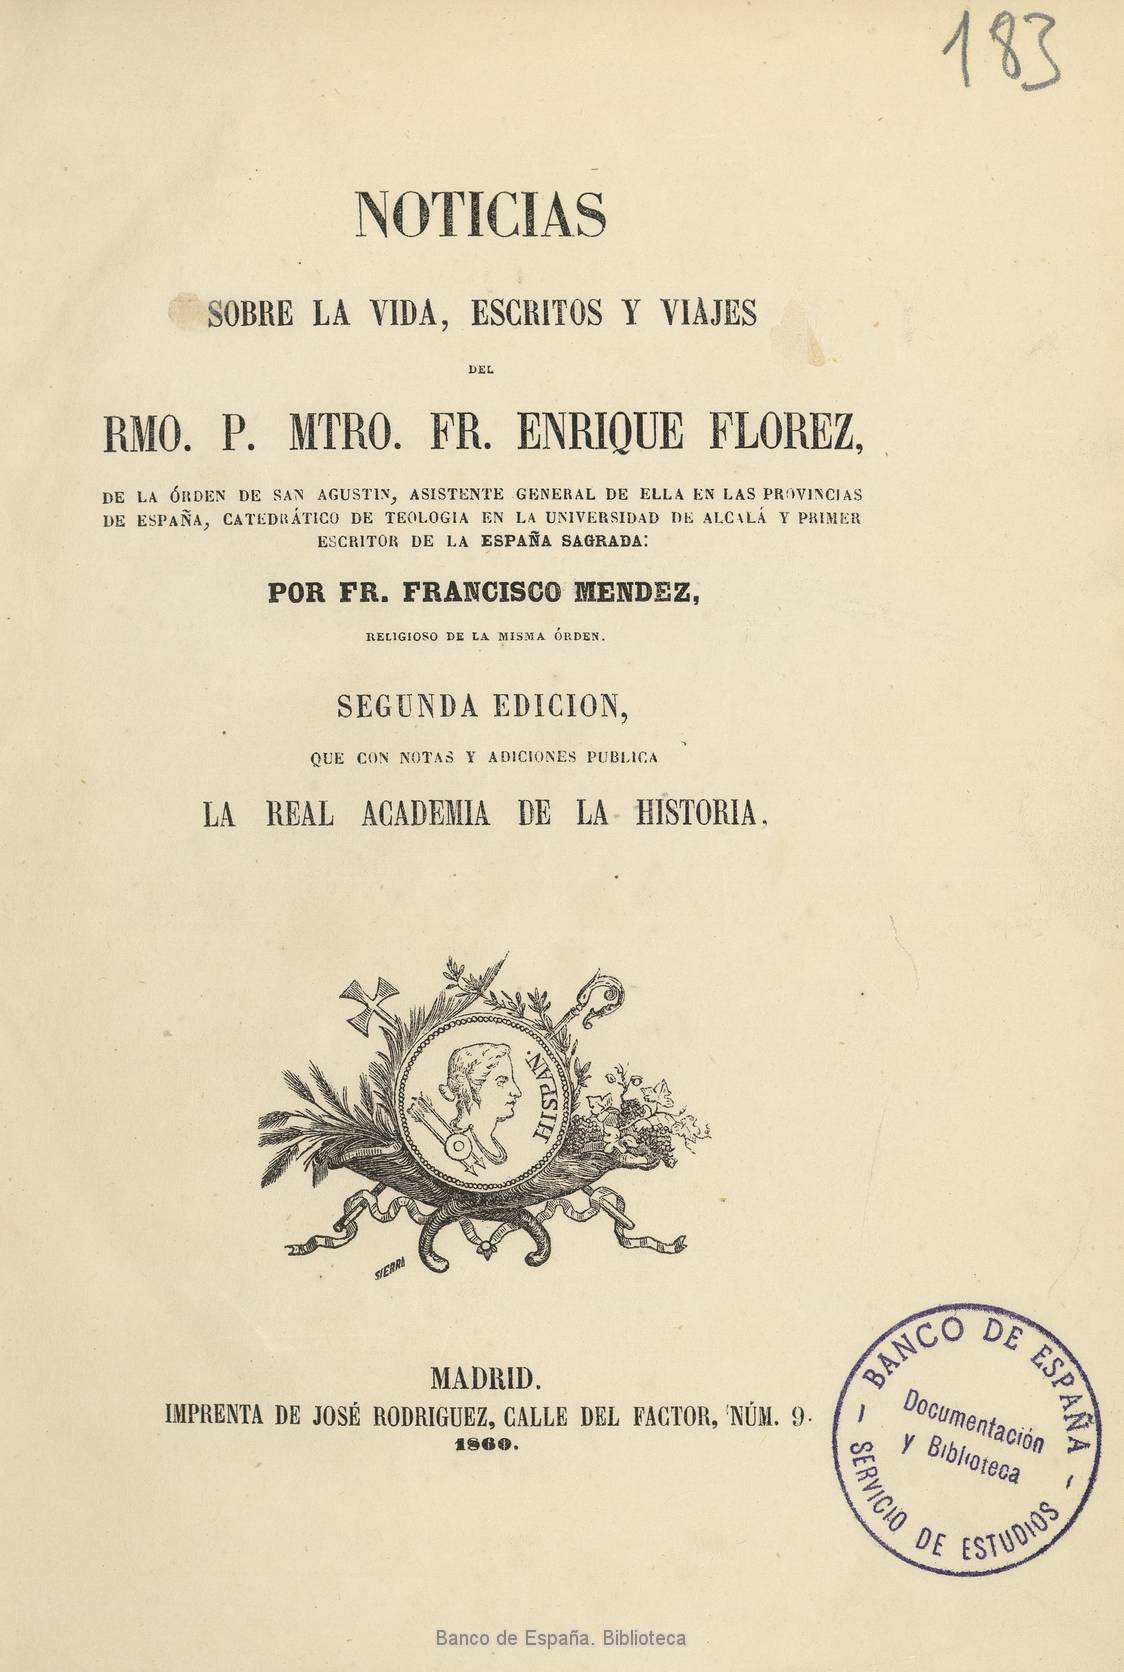 183
NOTICIAS
SOBRE LA VIDA, ESCRITOS Y VIAJES
DEL
RMO. P. MTRO. FR. ENRIQUE FLOREZ,
DE LA ÓRDEN DE SAN AGUSTIN, ASISTENTE GENERAL DE ELLA EN LAS PROVINCIAS
DE ESPAÑA, CATEDRÁTICO DE TEOLOGIA EN LA UNIVERSIDAD DE ALCALÁ Y PRIMER
ESCRITOR DE LA ESPAÑA SAGRADA:
POR FR. FRANCISCO MENDEZ,
RELIGIOSO DE LA MISMA ÓRDEN.
SEGUNDA EDICION,
QUE CON NOTAS Y ADICIONES PUBLICA
LA REAL ACADEMIA DE LA HISTORIA.
HISPAN.
SIERRA
MADRID.
IMPRENTA DE JOSÉ RODRIGUEZ, CALLE DEL FACTOR, NÚM. 9.
1860.
— BANCO DE ESPAÑA —
Documentación
y Biblioteca
SERVICIO DE ESTUDIOS
Banco de España. Biblioteca